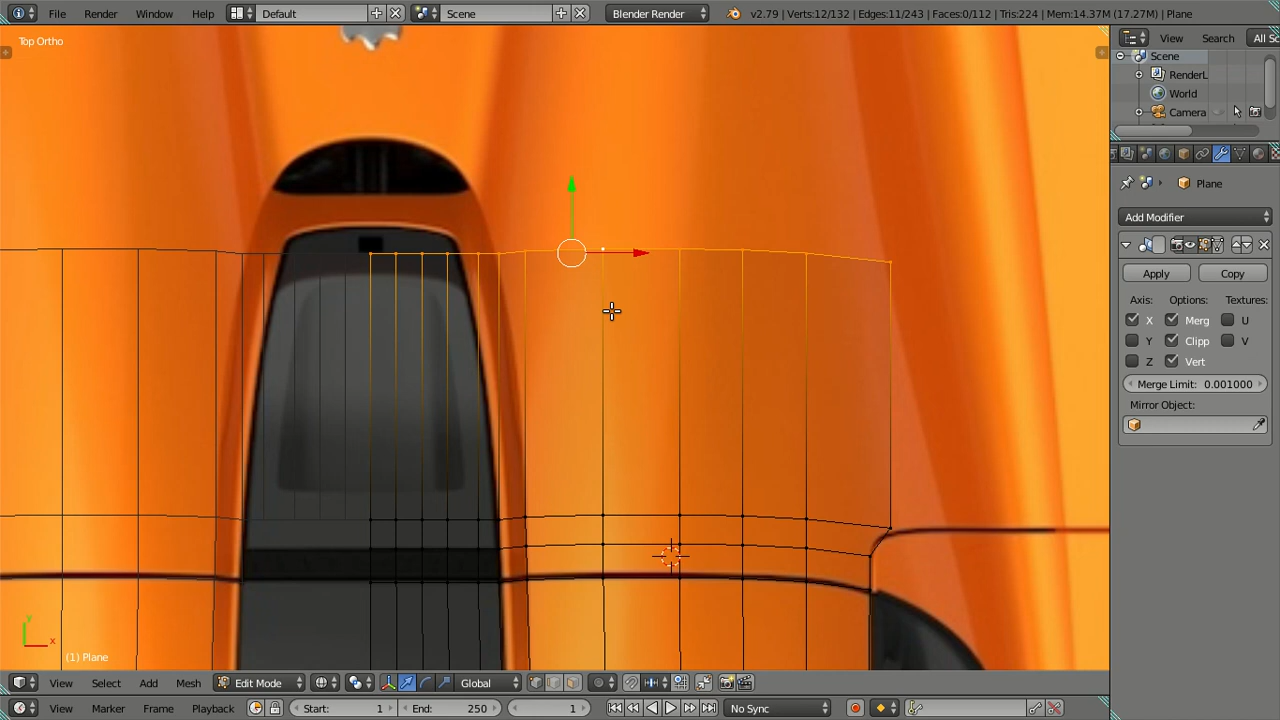 File Render Window Help Default Scene Blender Render v2.79 | Verts:12/132 | Edges:11/243 | Faces:0/112 | Tris:224 | Mem:14.37M (17.27M) | Plane
Top Ortho
View Search All Sc
Scene
RenderL
World
Camera
Plane
Add Modifier
Apply Copy
Axis: Options: Textures:
X Merg U
Y Clipp V
Z Vert
Merge Limit: 0.001000
Mirror Object:
y
x
(1) Plane
View Select Add Mesh Edit Mode Global
View Marker Frame Playback Start: 1 End: 250 1 No Sync